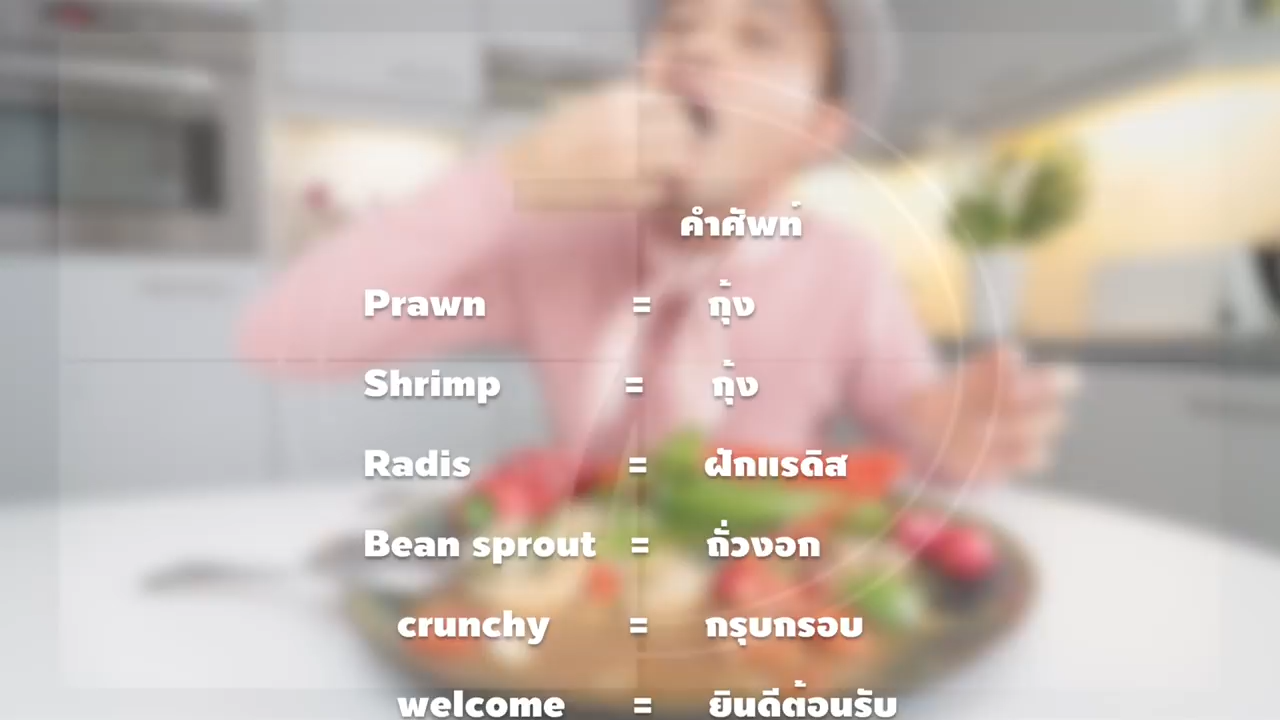 คำศัพท์
Prawn = กุ้ง
Shrimp = กุ้ง
Radis = ฝักแรดิส
Bean sprout = ถั่วงอก
crunchy = กรุบกรอบ
welcome = ยินดีต้อนรับ